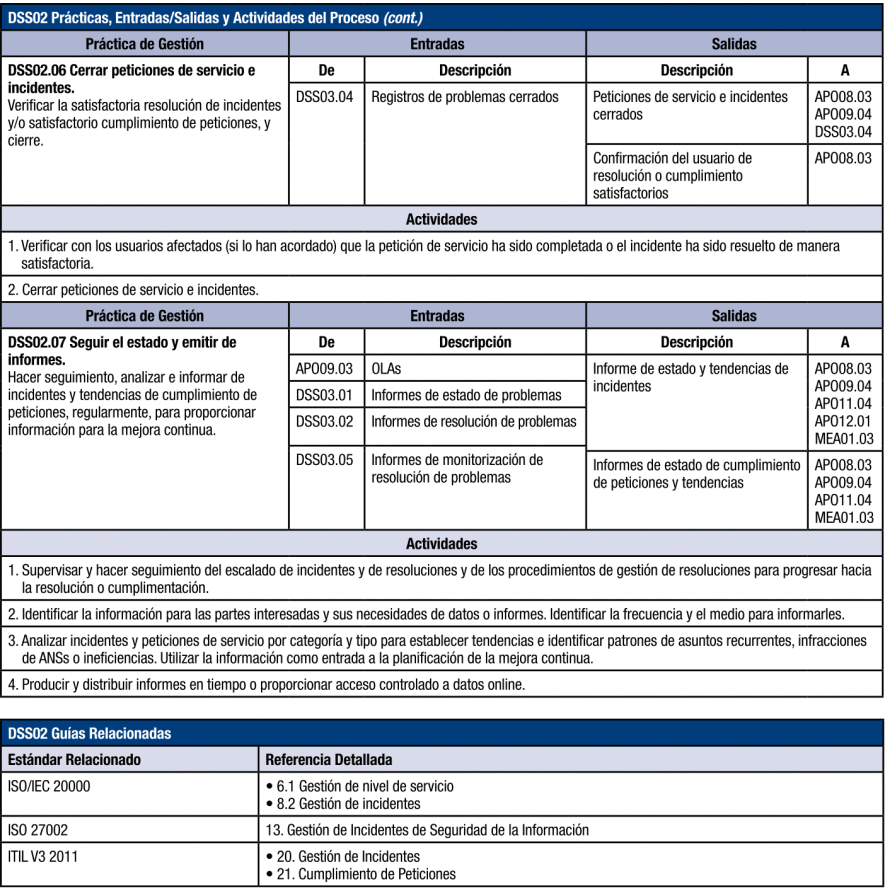 DSS02 Prácticas, Entradas/Salidas y Actividades del Proceso (cont.)
Práctica de Gestión Entradas Salidas
DSS02.06 Cerrar peticiones de servicio e
incidentes.
Verificar la satisfactoria resolución de incidentes
y/o satisfactorio cumplimiento de peticiones, y
cierre.
De Descripción Descripción A
DSS03.04 Registros de problemas cerrados
Peticiones de servicio e incidentes
cerrados
APO08.03
APO09.04
DSS03.04
Confirmación del usuario de
resolución o cumplimiento
satisfactorios
APO08.03
Actividades
1. Verificar con los usuarios afectados (si lo han acordado) que la petición de servicio ha sido completada o el incidente ha sido resuelto de manera
satisfactoria.
2. Cerrar peticiones de servicio e incidentes.
Práctica de Gestión Entradas Salidas
DSS02.07 Seguir el estado y emitir de
informes.
Hacer seguimiento, analizar e informar de
incidentes y tendencias de cumplimiento de
peticiones, regularmente, para proporcionar
información para la mejora continua.
De Descripción Descripción A
APO09.03 OLAs
DSS03.01 Informes de estado de problemas
DSS03.02 Informes de resolución de problemas
DSS03.05 Informes de monitorización de
resolución de problemas
Informe de estado y tendencias de
incidentes
APO08.03
APO09.04
APO11.04
APO12.01
MEA01.03
Informes de estado de cumplimiento
de peticiones y tendencias
APO08.03
APO09.04
APO11.04
MEA01.03
Actividades
1. Supervisar y hacer seguimiento del escalado de incidentes y de resoluciones y de los procedimientos de gestión de resoluciones para progresar hacia
la resolución o cumplimentación.
2. Identificar la información para las partes interesadas y sus necesidades de datos o informes. Identificar la frecuencia y el medio para informarles.
3. Analizar incidentes y peticiones de servicio por categoría y tipo para establecer tendencias e identificar patrones de asuntos recurrentes, infracciones
de ANSs o ineficiencias. Utilizar la información como entrada a la planificación de la mejora continua.
4. Producir y distribuir informes en tiempo o proporcionar acceso controlado a datos online.
DSS02 Guías Relacionadas
Estándar Relacionado Referencia Detallada
ISO/IEC 20000 • 6.1 Gestión de nivel de servicio
• 8.2 Gestión de incidentes
ISO 27002 13. Gestión de Incidentes de Seguridad de la Información
ITIL V3 2011 • 20. Gestión de Incidentes
• 21. Cumplimiento de Peticiones